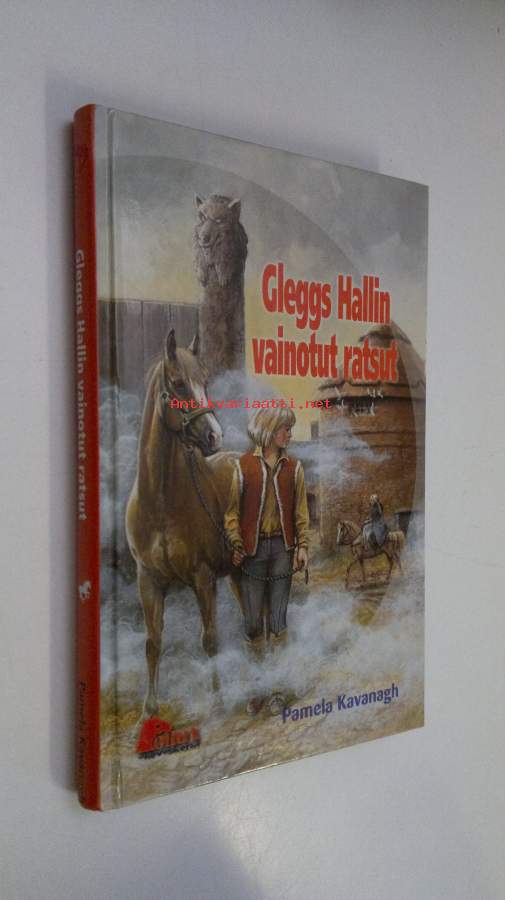 Gleggs Hallin
vainotut ratsut
Antikvariaatti.net
Pamela Kavanagh
Gleggs Hallin vainotut ratsut
Pamela Kavanagh